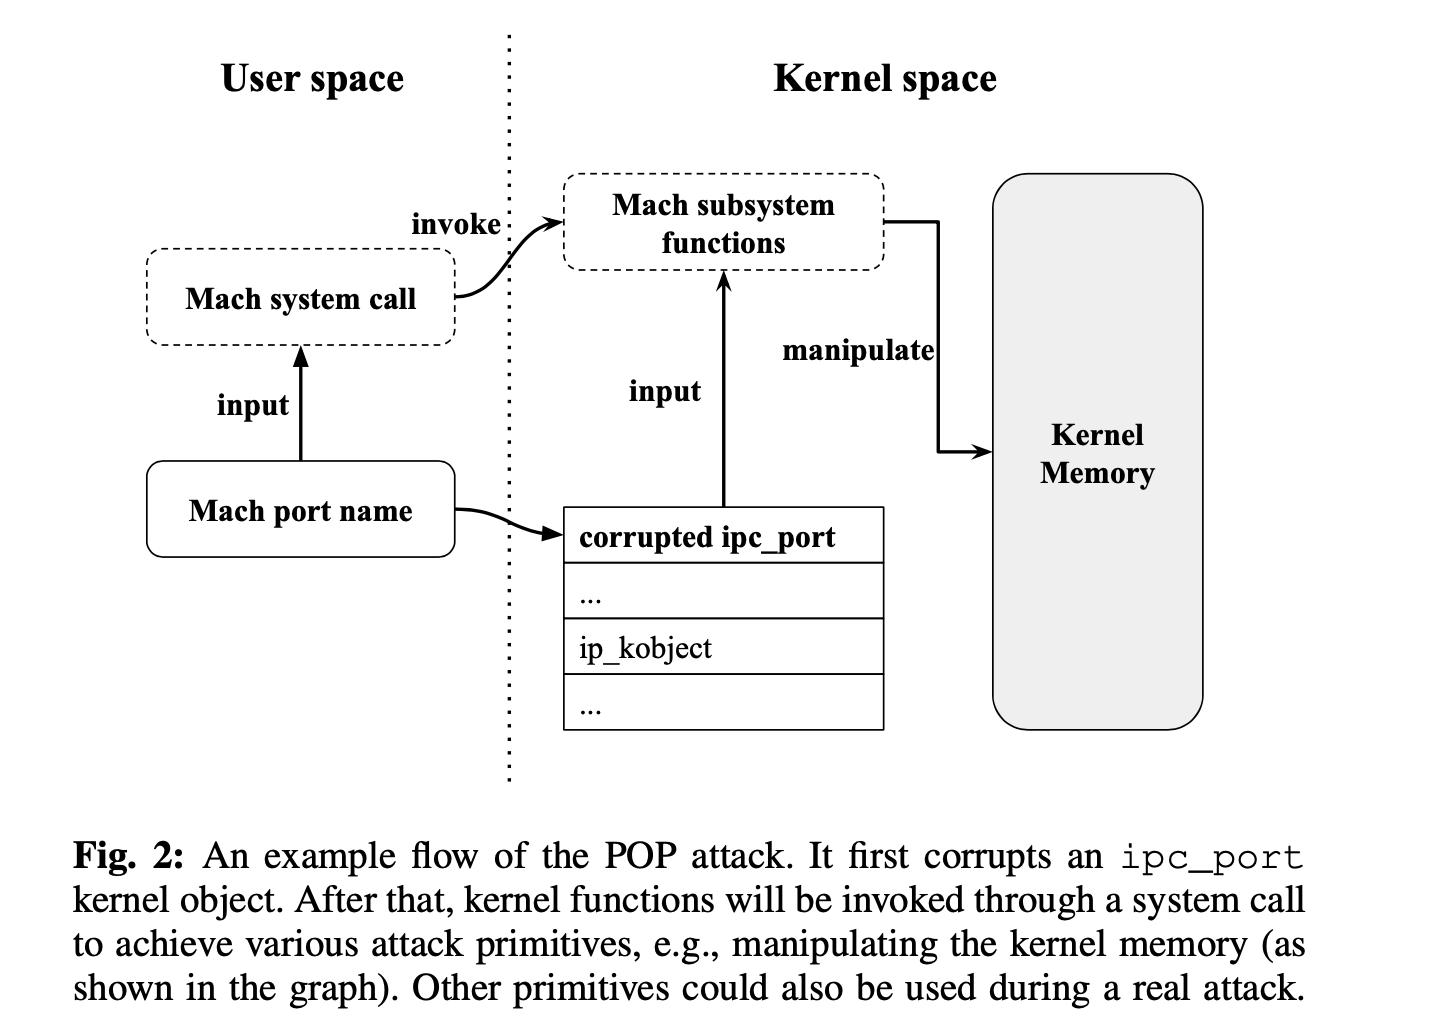 User space
Kernel space
Mach subsystem
functions
invoke
Mach system call
manipulate
input
input
Kernel
Memory
Mach port name
corrupted ipc_port
...
ip_kobject
...
Fig. 2: An example flow of the POP attack. It first corrupts an ipc_port
kernel object. After that, kernel functions will be invoked through a system call
to achieve various attack primitives, e.g., manipulating the kernel memory (as
shown in the graph). Other primitives could also be used during a real attack.